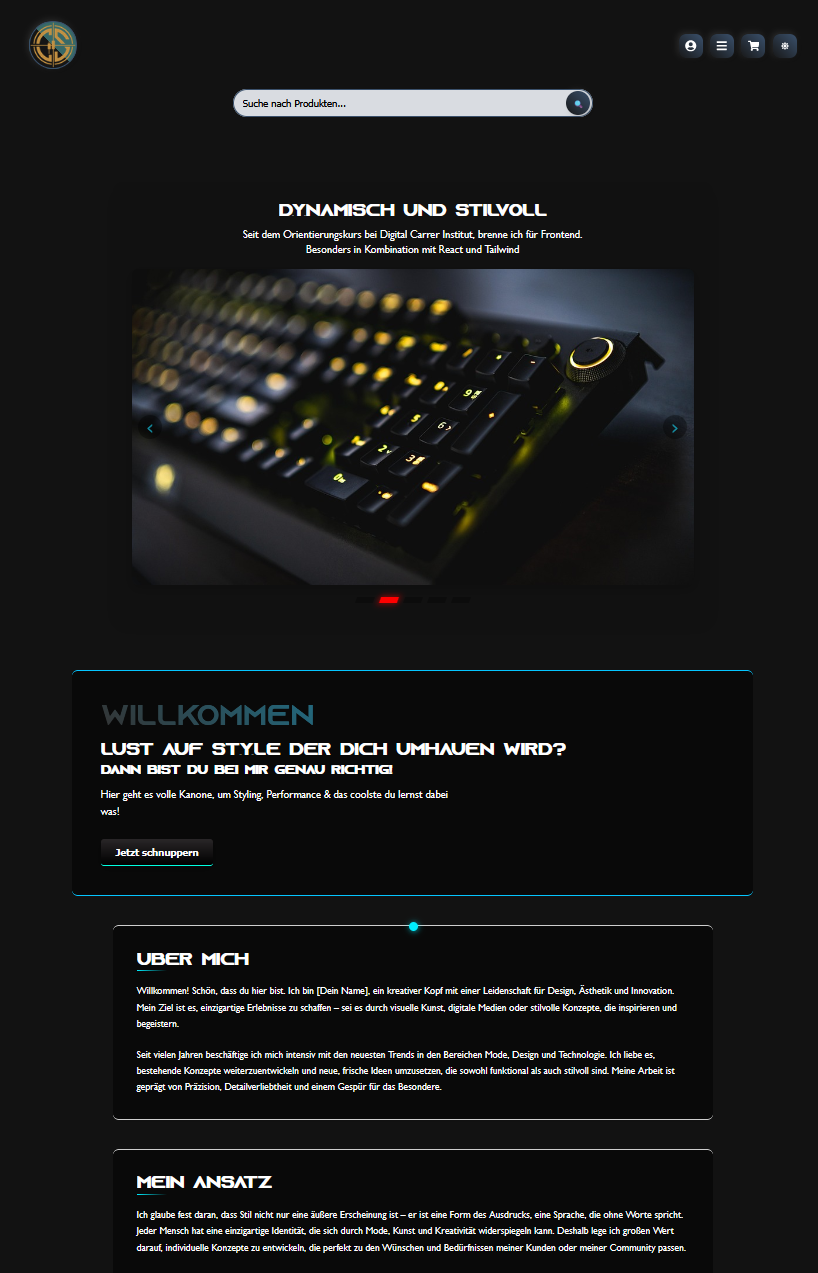 CS
Suche nach Produkten...
DYNAMISCH UND STILVOLL
Seit dem Orientierungskurs bei Digital Carrer Institut, brenne ich für Frontend.
Besonders in Kombination mit React und Tailwind
WILLKOMMEN
LUST AUF STYLE DER DICH UMHAUEN WIRD?
DANN BIST DU BEI MIR GENAU RICHTIG!
Hier geht es volle Kanone, um Styling, Performance & das coolste du lernst dabei
was!
Jetzt schnuppern
UBER MICH
Willkommen! Schön, dass du hier bist. Ich bin [Dein Name], ein kreativer Kopf mit einer Leidenschaft für Design, Ästhetik und Innovation.
Mein Ziel ist es, einzigartige Erlebnisse zu schaffen – sei es durch visuelle Kunst, digitale Medien oder stilvolle Konzepte, die inspirieren und
begeistern.
Seit vielen Jahren beschäftige ich mich intensiv mit den neuesten Trends in den Bereichen Mode, Design und Technologie. Ich liebe es,
bestehende Konzepte weiterzuentwickeln und neue, frische Ideen umzusetzen, die sowohl funktional als auch stilvoll sind. Meine Arbeit ist
geprägt von Präzision, Detailverliebtheit und einem Gespür für das Besondere.
MEIN ANSATZ
Ich glaube fest daran, dass Stil nicht nur eine äußere Erscheinung ist – er ist eine Form des Ausdrucks, eine Sprache, die ohne Worte spricht.
Jeder Mensch hat eine einzigartige Identität, die sich durch Mode, Kunst und Kreativität widerspiegeln kann. Deshalb lege ich großen Wert
darauf, individuelle Konzepte zu entwickeln, die perfekt zu den Wünschen und Bedürfnissen meiner Kunden oder meiner Community passen.